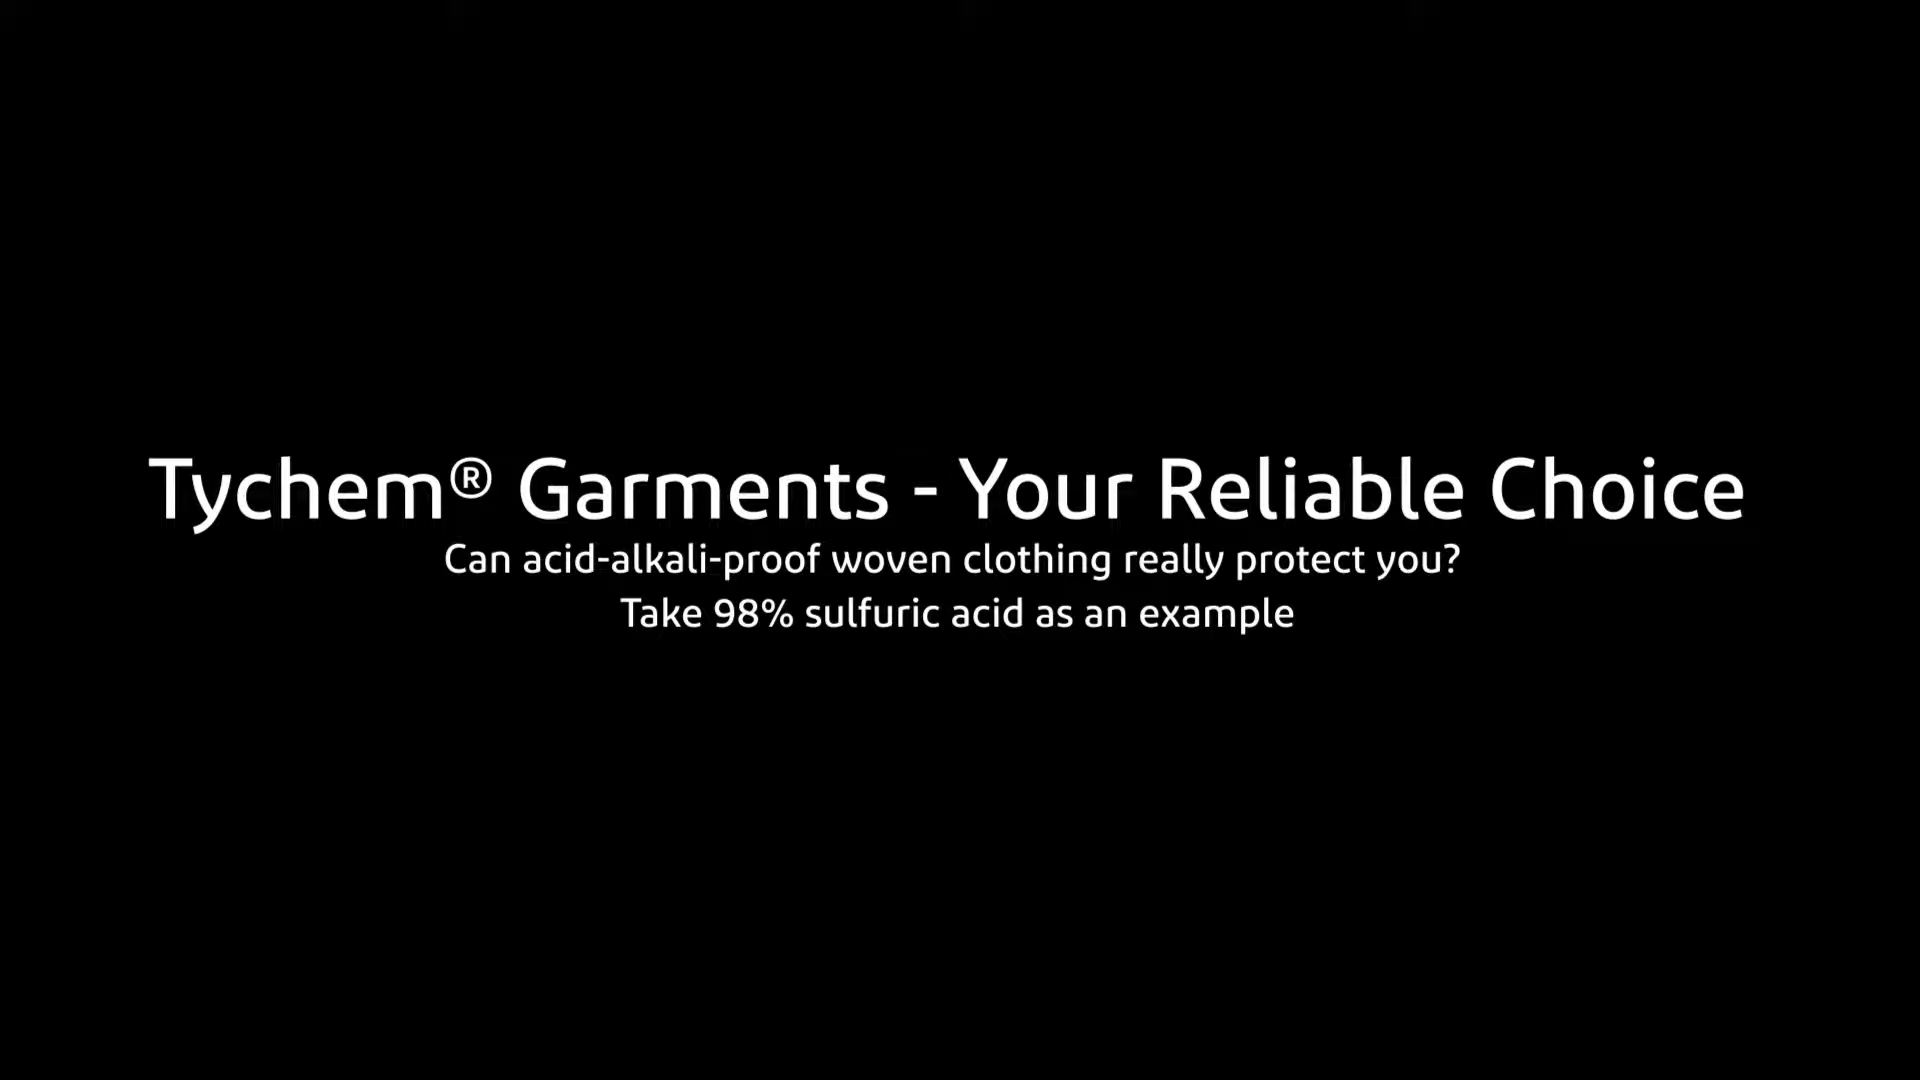 Tychem® Garments - Your Reliable Choice
Can acid-alkali-proof woven clothing really protect you?
Take 98% sulfuric acid as an example